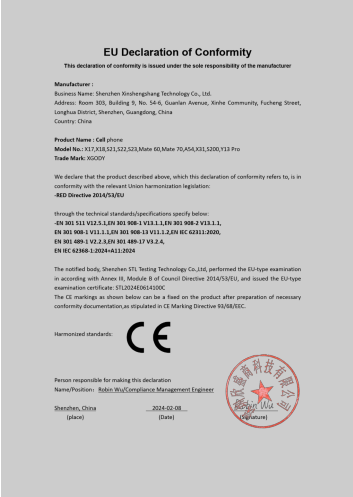 EU Declaration of Conformity
This declaration of conformity is issued under the sole responsibility of the manufacturer
Manufacturer :
Business Name: Shenzhen Xinshengshang Technology Co., Ltd.
Address: Room 303, Building 9, No. 54-6, Guanlan Avenue, Xinhe Community, Fucheng Street,
Longhua District, Shenzhen, Guangdong, China
Country: China
Product Name : Cell phone
Model No.: X17,X18,S21,S22,S23,Mate 60,Mate 70,A54,X31,S200,Y13 Pro
Trade Mark: XGODY
We declare that the product described above, which this declaration of conformity refers to, is in
conformity with the relevant Union harmonization legislation:
-RED Directive 2014/53/EU
through the technical standards/specifications specify below:
-EN 301 511 V12.5.1,EN 301 908-1 V13.1.1,EN 301 908-2 V13.1.1,
EN 301 908-1 V11.1.1,EN 301 908-13 V11.1.2,EN IEC 62311:2020,
EN 301 489-1 V2.2.3,EN 301 489-17 V3.2.4,
EN IEC 62368-1:2024+A11:2024
The notified body, Shenzhen STL Testing Technology Co.,Ltd, performed the EU-type examination
in according with Annex III, Module B of Council Directive 2014/53/EU, and issued the EU-type
examination certificate: STL2024E0614100C
The CE markings as shown below can be a fixed on the product after preparation of necessary
conformity documentation,as stipulated in CE Marking Directive 93/68/EEC.
Harmonized standards:
CE
Person responsible for making this declaration
Name/Position： Robin Wu/Compliance Management Engineer
Shenzhen, China 2024-02-08 Robin Wu
(place) (Date) (Signature)
商科技有限公司